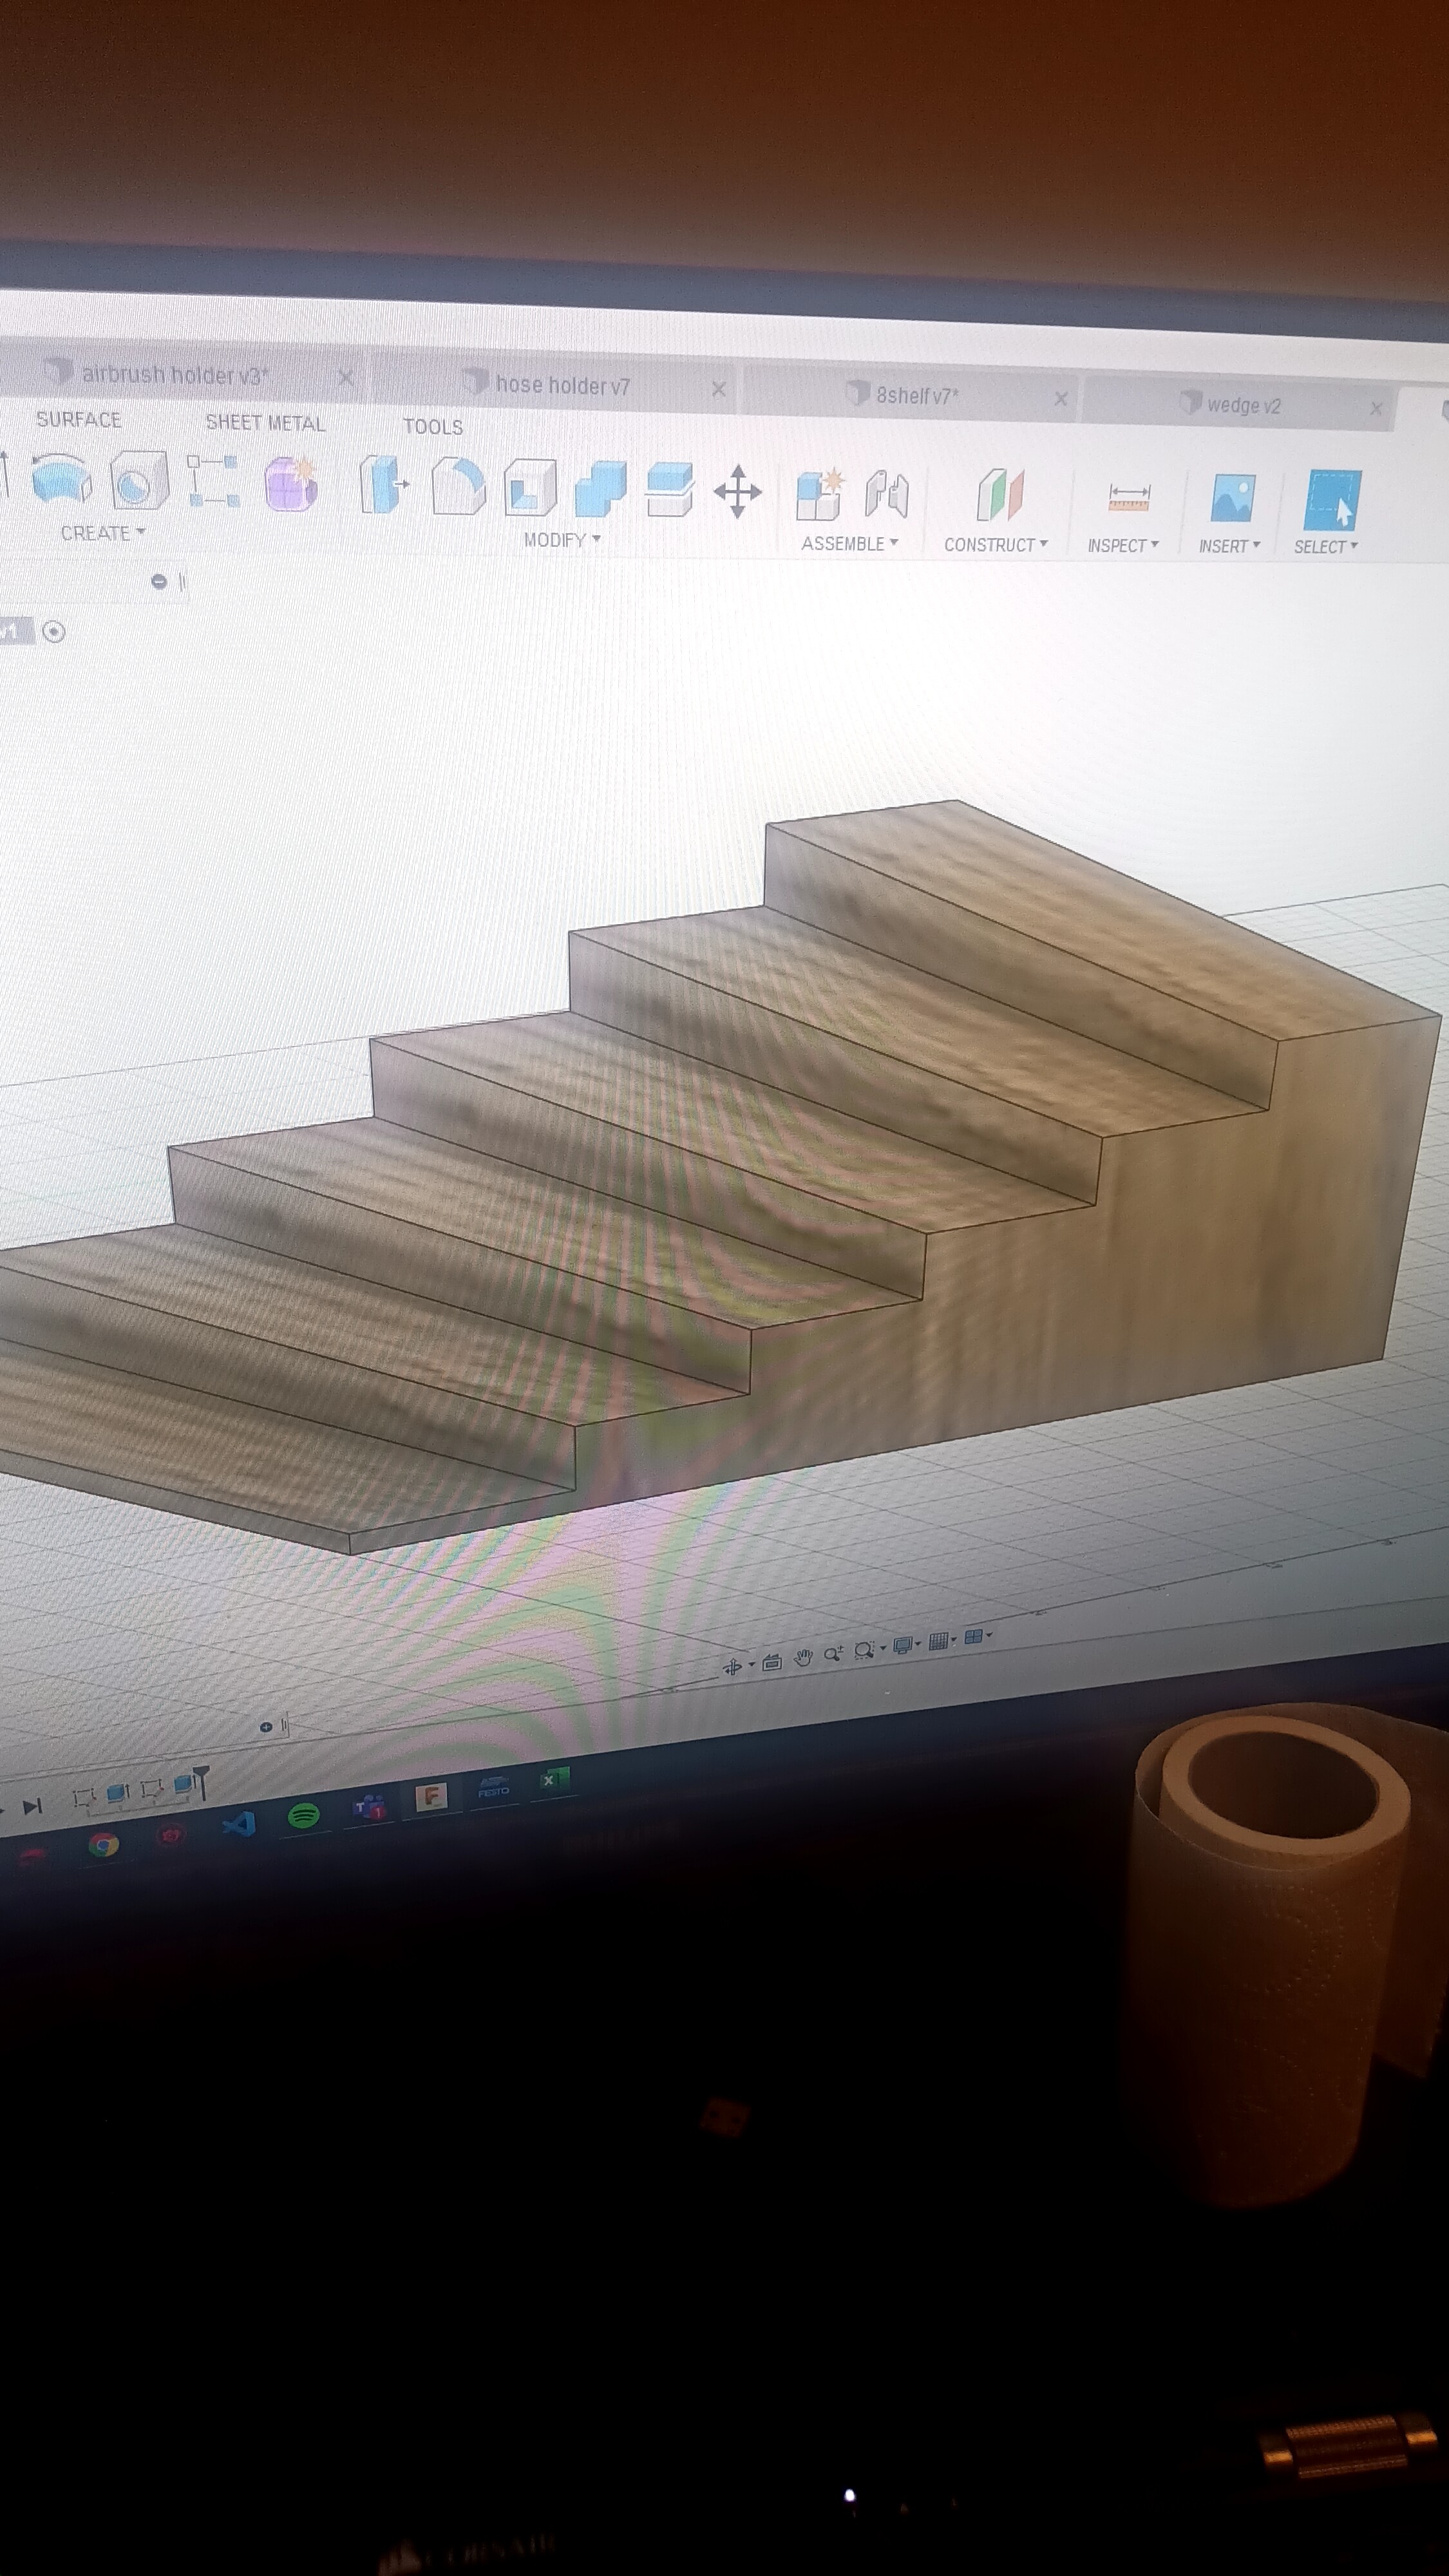 airbrush holder v3*
hose holder v7
8shelf v7*
wedge v2
SURFACE
SHEET METAL
TOOLS
CREATE
MODIFY
ASSEMBLE
CONSTRUCT
INSPECT
INSERT
SELECT
v1
FESTO
CORSAIR